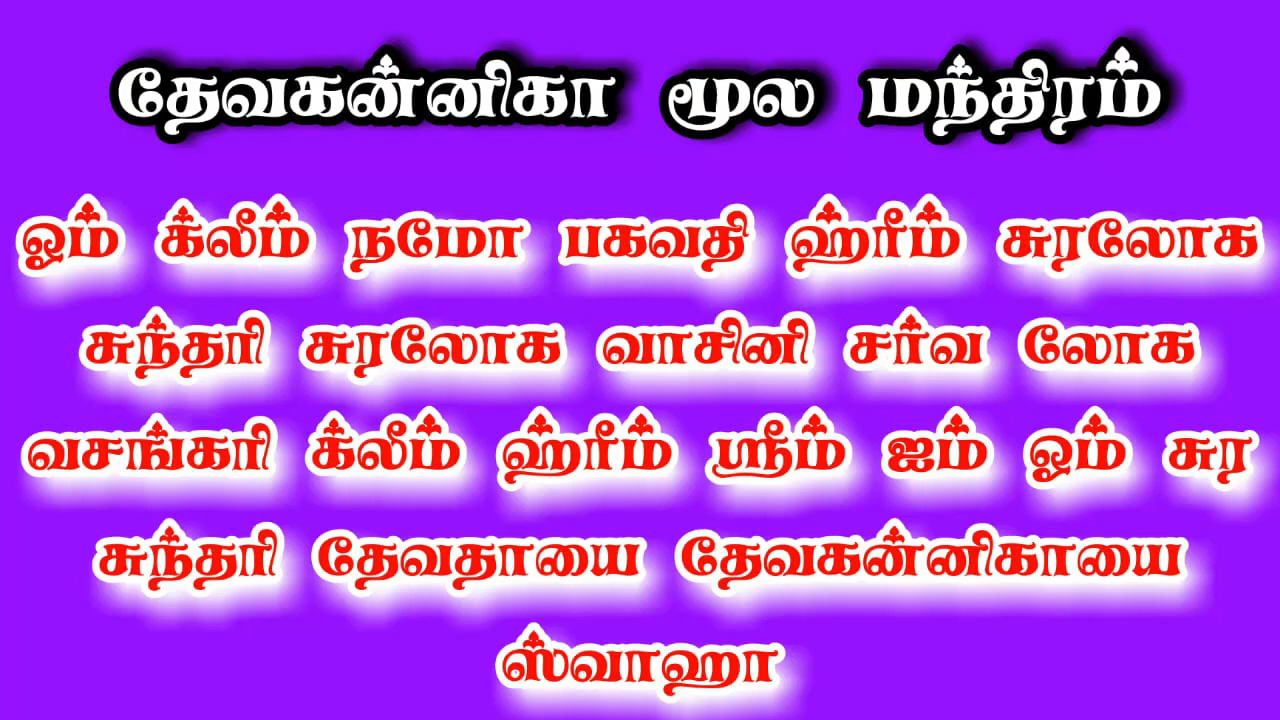 தேவகன்னிகா மூல மந்திரம்
ஓம் க்லீம் நமோ பகவதி ஹ்ரீம் சுரலோக
சுந்தரி சுரலோக வாசினி சர்வ லோக
வசங்கரி க்லீம் ஹ்ரீம் ஸ்ரீம் ஐம் ஓம் சுர
சுந்தரி தேவதாயை தேவகன்னிகாயை
ஸ்வாஹா